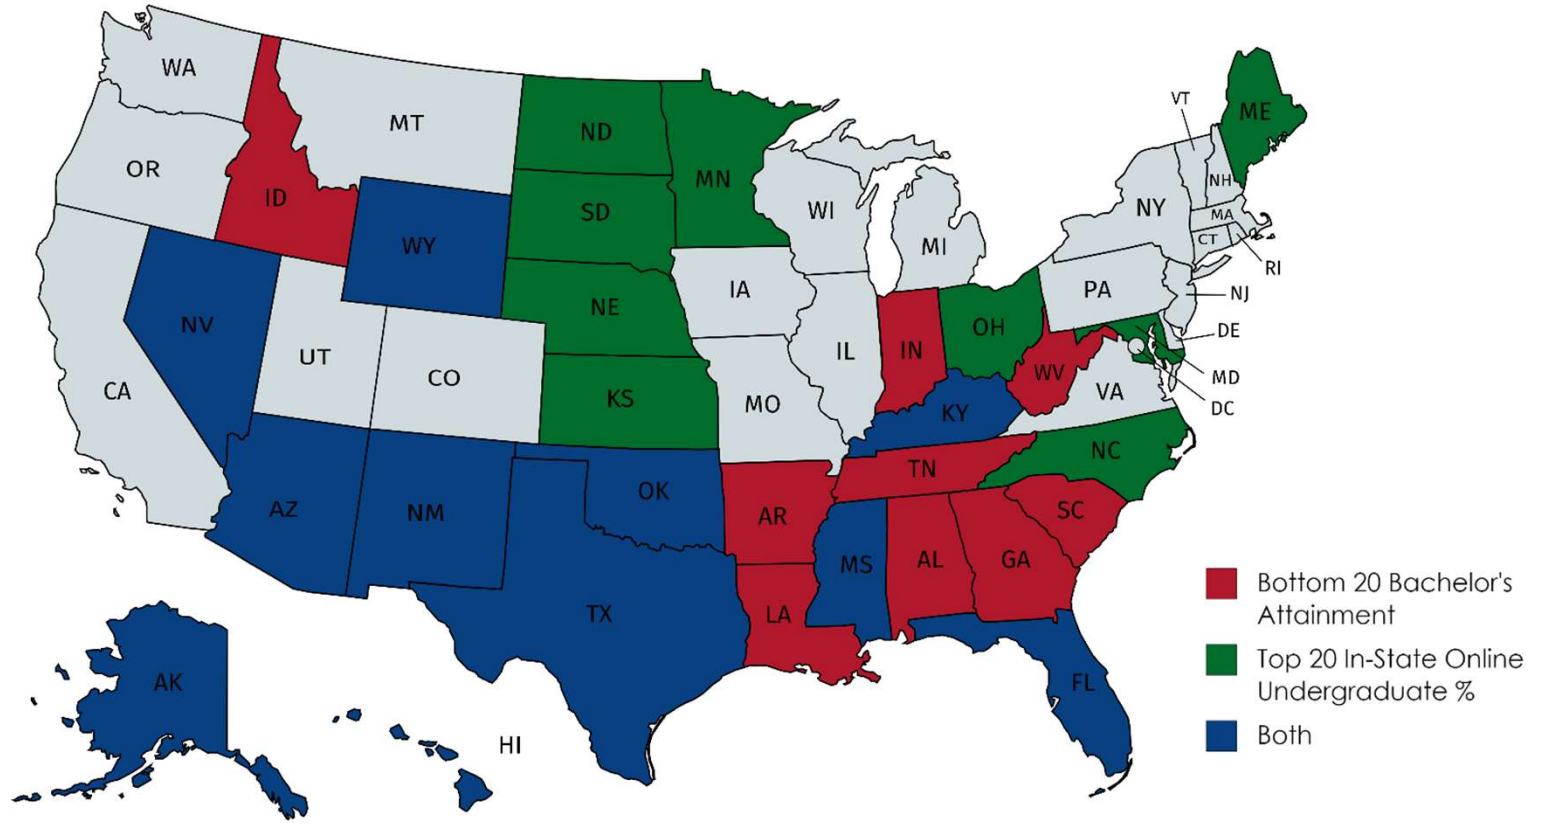 WA
MT
ND
MN
OR
ID
WY
SD
WI
MI
NY
VT
ME
NH
MA
CT
RI
NV
UT
CO
NE
IA
PA
NJ
CA
KS
MO
IL
IN
OH
WV
VA
DE
MD
DC
KY
AZ
NM
OK
AR
TN
NC
SC
TX
LA
MS
AL
GA
FL
AK
HI
Bottom 20 Bachelor's
Attainment
Top 20 In-State Online
Undergraduate %
Both